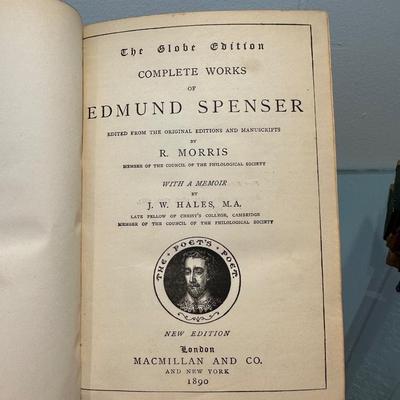 The Globe Edition
COMPLETE WORKS
OF
EDMUND SPENSER
EDITED FROM THE ORIGINAL EDITIONS AND MANUSCRIPTS
BY
R. MORRIS
MEMBER OF THE COUNCIL OF THE PHILOLOGICAL SOCIETY
WITH A MEMOIR
BY
J. W. HALES, M.A.
LATE FELLOW OF CHRIST'S COLLEGE, CAMBRIDGE
MEMBER OF THE COUNCIL OF THE PHILOLOGICAL SOCIETY
THE POET'S POET
NEW EDITION
London
MACMILLAN AND CO.
AND NEW YORK
1890